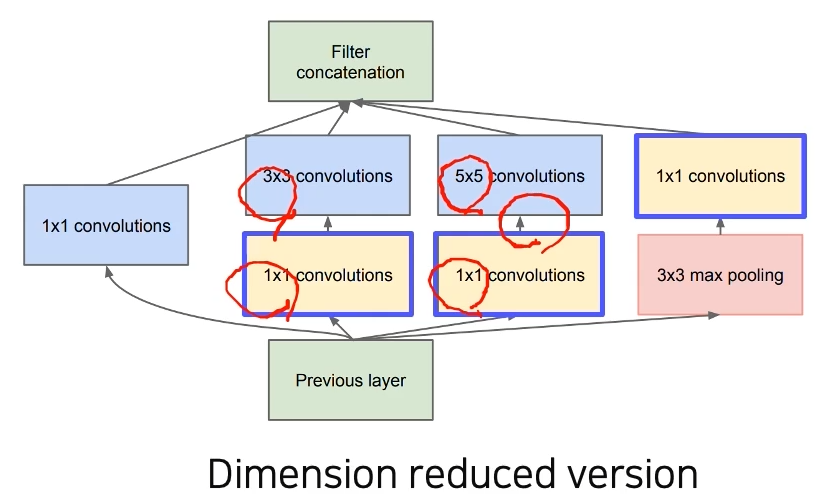 Filter
concatenation
3x3 convolutions
5x5 convolutions
1x1 convolutions
1x1 convolutions
1x1 convolutions
1x1 convolutions
3x3 max pooling
Previous layer
Dimension reduced version